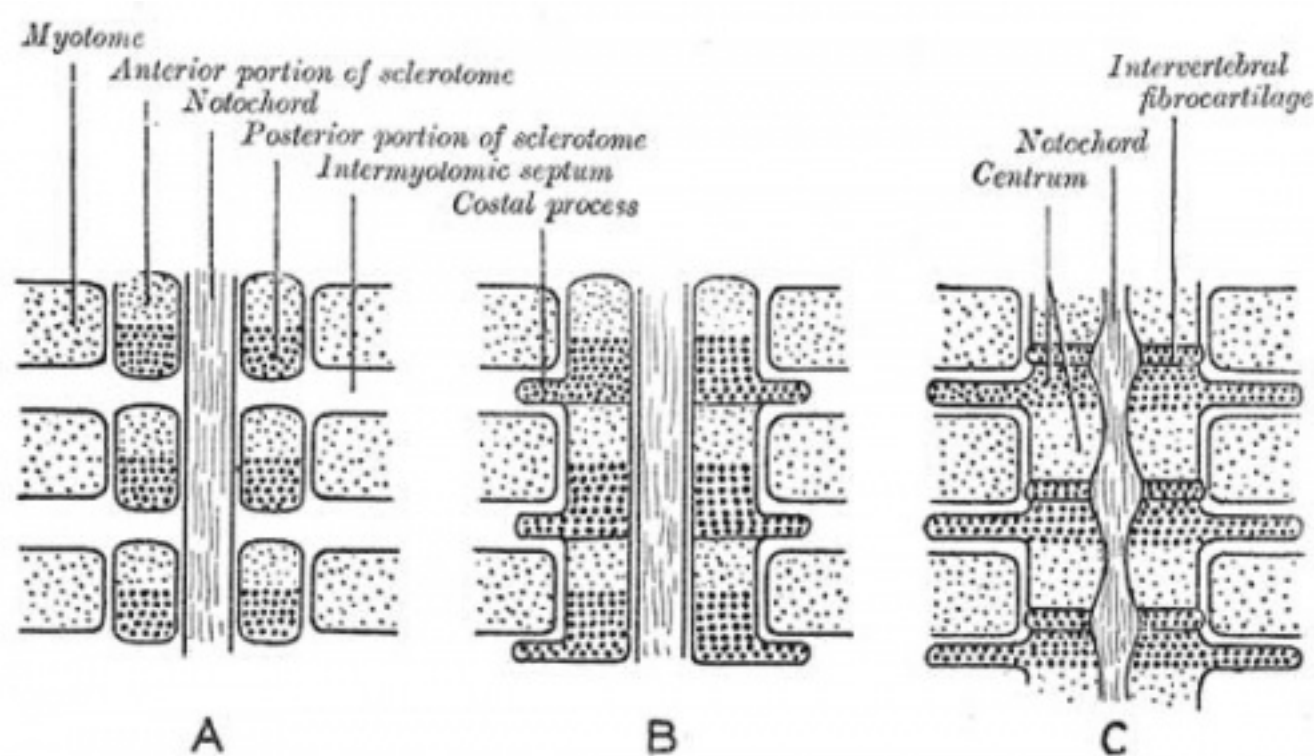 Myotome
Anterior portion of sclerotome
Notochord
Posterior portion of sclerotome
Intermyotomic septum
Costal process
Intervertebral
fibrocartilage
Notochord
Centrum
A
B
C